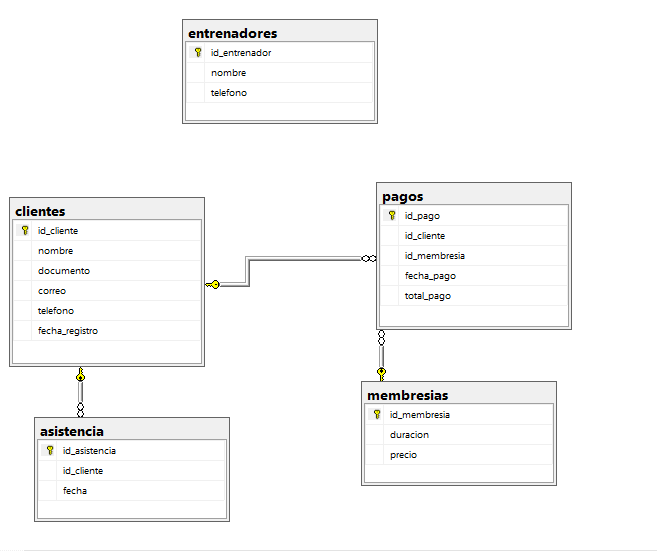 entrenadores
id_entrenador
nombre
telefono
clientes
id_cliente
nombre
documento
correo
telefono
fecha_registro
pagos
id_pago
id_cliente
id_membresia
fecha_pago
total_pago
membresias
id_membresia
duracion
precio
asistencia
id_asistencia
id_cliente
fecha